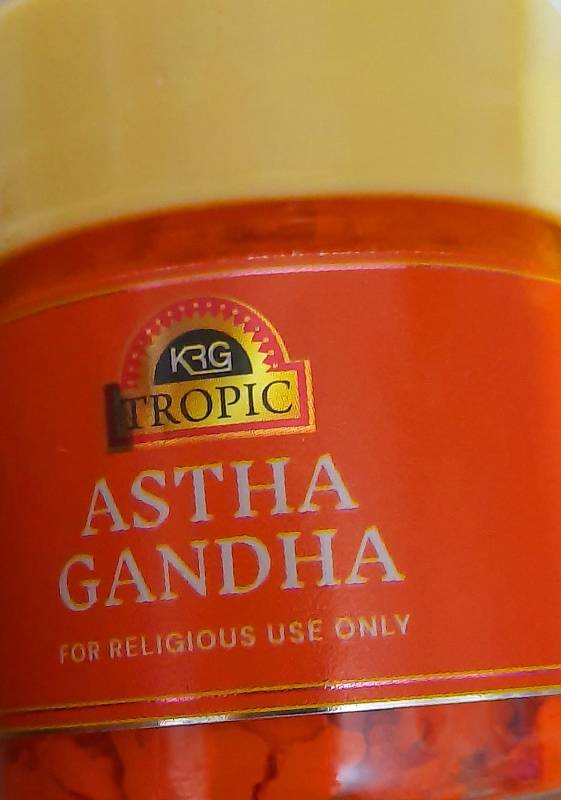 KRG
TROPIC
ASTHA
GANDHA
FOR RELIGIOUS USE ONLY